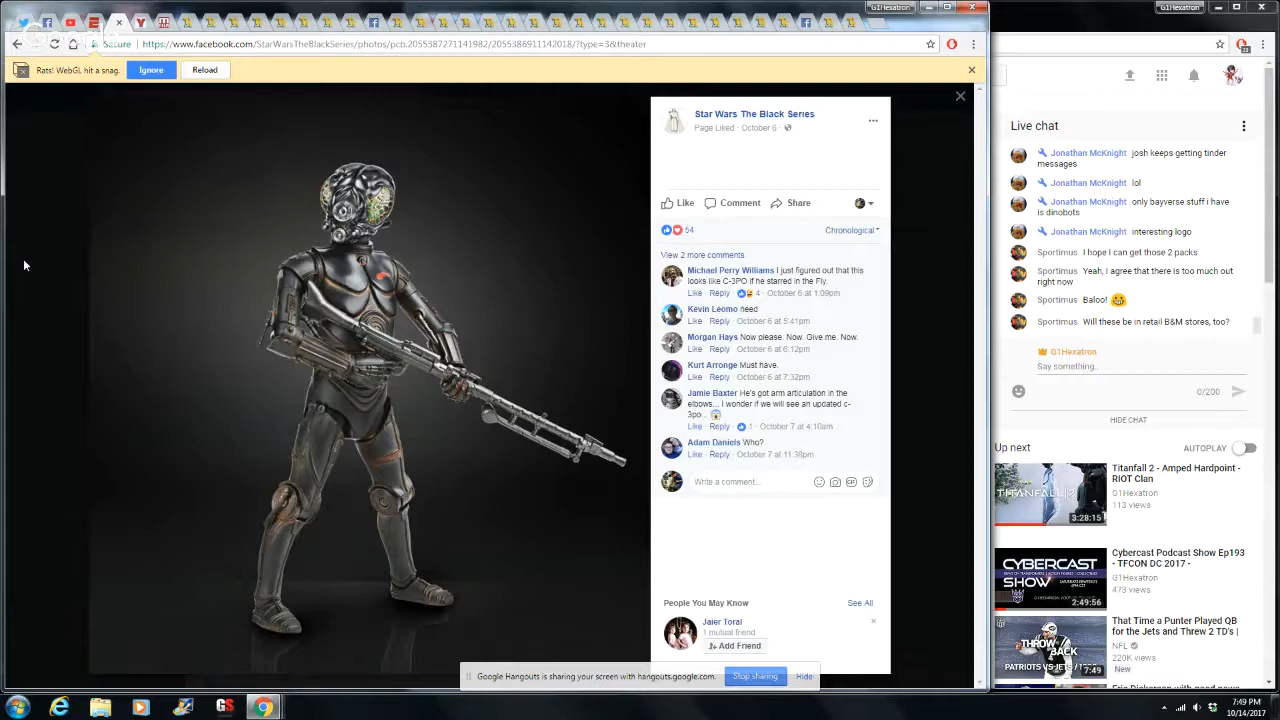 G1Hexatron
G1Hexatron
Secure
https://www.facebook.com/StarWarsTheBlackSeries/photos/pcb.2055387271141982/2055386911142018/?type=3&theater
23
Rats! WebGL hit a snag.
Ignore
Reload
Star Wars The Black Series
Page Liked · October 6 ·
Like
Comment
Share
54
Chronological
View 2 more comments
Michael Perry Williams I just figured out that this
looks like C-3PO if he starred in the Fly.
Like · Reply · 4 · October 6 at 1:09pm
Kevin Leomo need
Like · Reply · October 6 at 5:41pm
Morgan Hays Now please. Now. Give me. Now.
Like · Reply · October 6 at 6:12pm
Kurt Arronge Must have.
Like · Reply · October 6 at 7:32pm
Jamie Baxter He's got arm articulation in the
elbows... I wonder if we will see an updated c-
3po...
Like · Reply · 1 · October 7 at 4:10am
Adam Daniels Who?
Like · Reply · October 7 at 11:38pm
Write a comment...
GIF
People You May Know
See All
Jaier Toral
1 mutual friend
Add Friend
Google Hangouts is sharing your screen with hangouts.google.com.
Stop sharing
Hide
Live chat
Jonathan McKnight josh keeps getting tinder
messages
Jonathan McKnight lol
Jonathan McKnight only bayverse stuff i have
is dinobots
Jonathan McKnight interesting logo
Sportimus I hope I can get those 2 packs
Sportimus Yeah, I agree that there is too much out
right now
Sportimus Baloo!
Sportimus Will these be in retail B&M stores, too?
G1Hexatron
Say something...
0/200
HIDE CHAT
Up next
AUTOPLAY
TITANFALL 2
3:28:15
Titanfall 2 - Amped Hardpoint -
RIOT Clan
G1Hexatron
113 views
CYBERCAST
SHOW
2:49:56
Cybercast Podcast Show Ep193
- TFCON DC 2017 -
G1Hexatron
473 views
THROW
BACK
PATRIOTS VS JETS
7:49
That Time a Punter Played QB
for the Jets and Threw 2 TD's |
NFL
220K views
New
GS
7:49 PM
10/14/2017